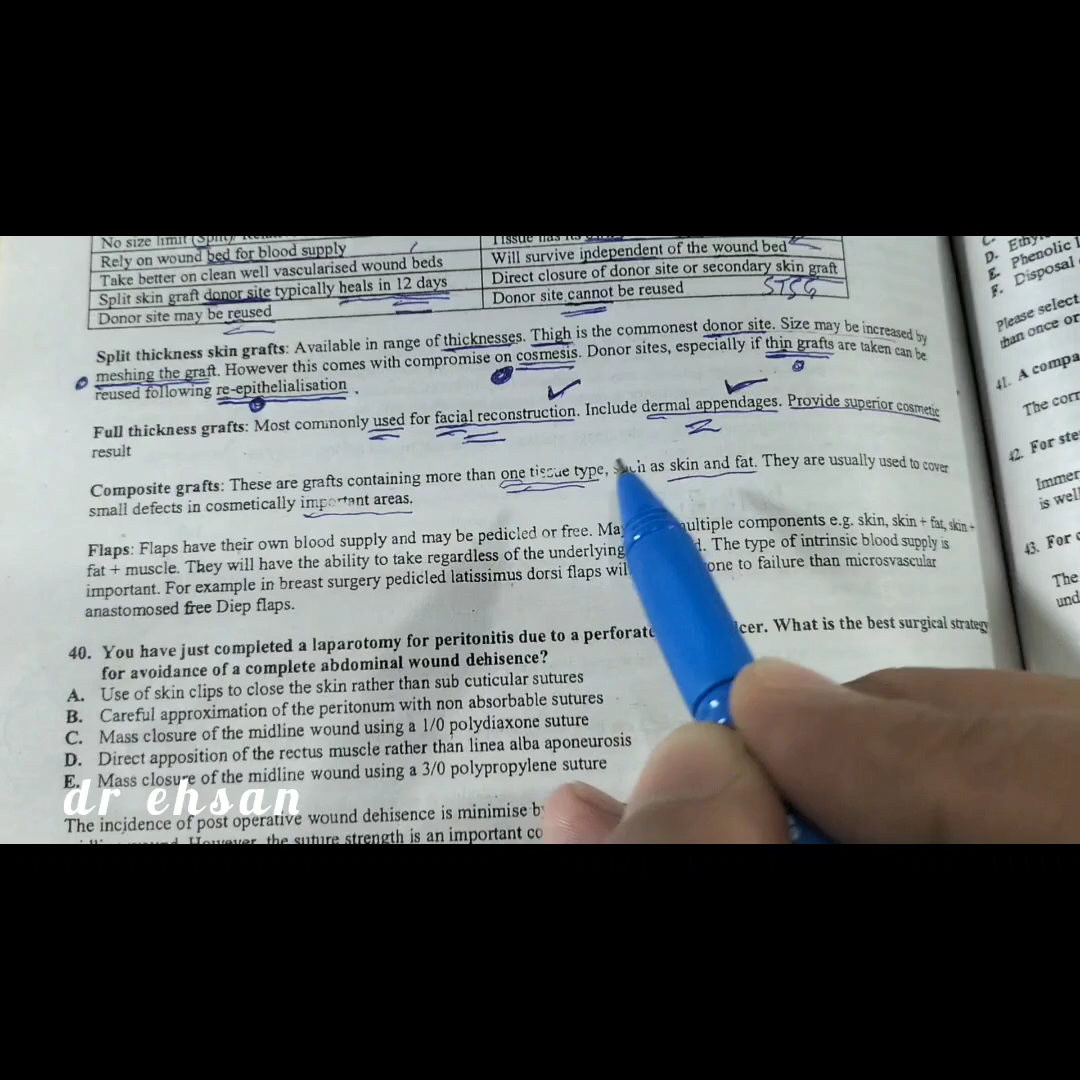 No size limit (Split)
Rely on wound bed for blood supply
Take better on clean well vascularised wound beds
Split skin graft donor site typically heals in 12 days
Donor site may be reused
Tissue has its
Will survive independent of the wound bed
Direct closure of donor site or secondary skin graft
Donor site cannot be reused STSG
Split thickness skin grafts: Available in range of thicknesses. Thigh is the commonest donor site. Size may be increased by
meshing the graft. However this comes with compromise on cosmesis. Donor sites, especially if thin grafts are taken can be
reused following re-epithelialisation .
Full thickness grafts: Most commonly used for facial reconstruction. Include dermal appendages. Provide superior cosmetic
result
Composite grafts: These are grafts containing more than one tissue type, such as skin and fat. They are usually used to cover
small defects in cosmetically important areas.
Flaps: Flaps have their own blood supply and may be pedicled or free. May multiple components e.g. skin, skin + fat, skin +
fat + muscle. They will have the ability to take regardless of the underlying The type of intrinsic blood supply is
important. For example in breast surgery pedicled latissimus dorsi flaps to failure than microsvascular
anastomosed free Diep flaps.
40. You have just completed a laparotomy for peritonitis due to a What is the best surgical strategy
for avoidance of a complete abdominal wound dehisence?
A. Use of skin clips to close the skin rather than sub cuticular sutures
B. Careful approximation of the peritonum with non absorbable sutures
C. Mass closure of the midline wound using a 1/0 polydiaxone suture
D. Direct apposition of the rectus muscle rather than linea alba aponeurosis
E. Mass closure of the midline wound using a 3/0 polypropylene suture
dr ehsan
The incidence of post operative wound dehisence is minimise
However, the suture strength is an important
C.
D. Ethyl
E. Phenolic
F. Disposal
Please select
than once or
41. A compa
The corr
42. For ste
Immer
is well
43. For
The
und